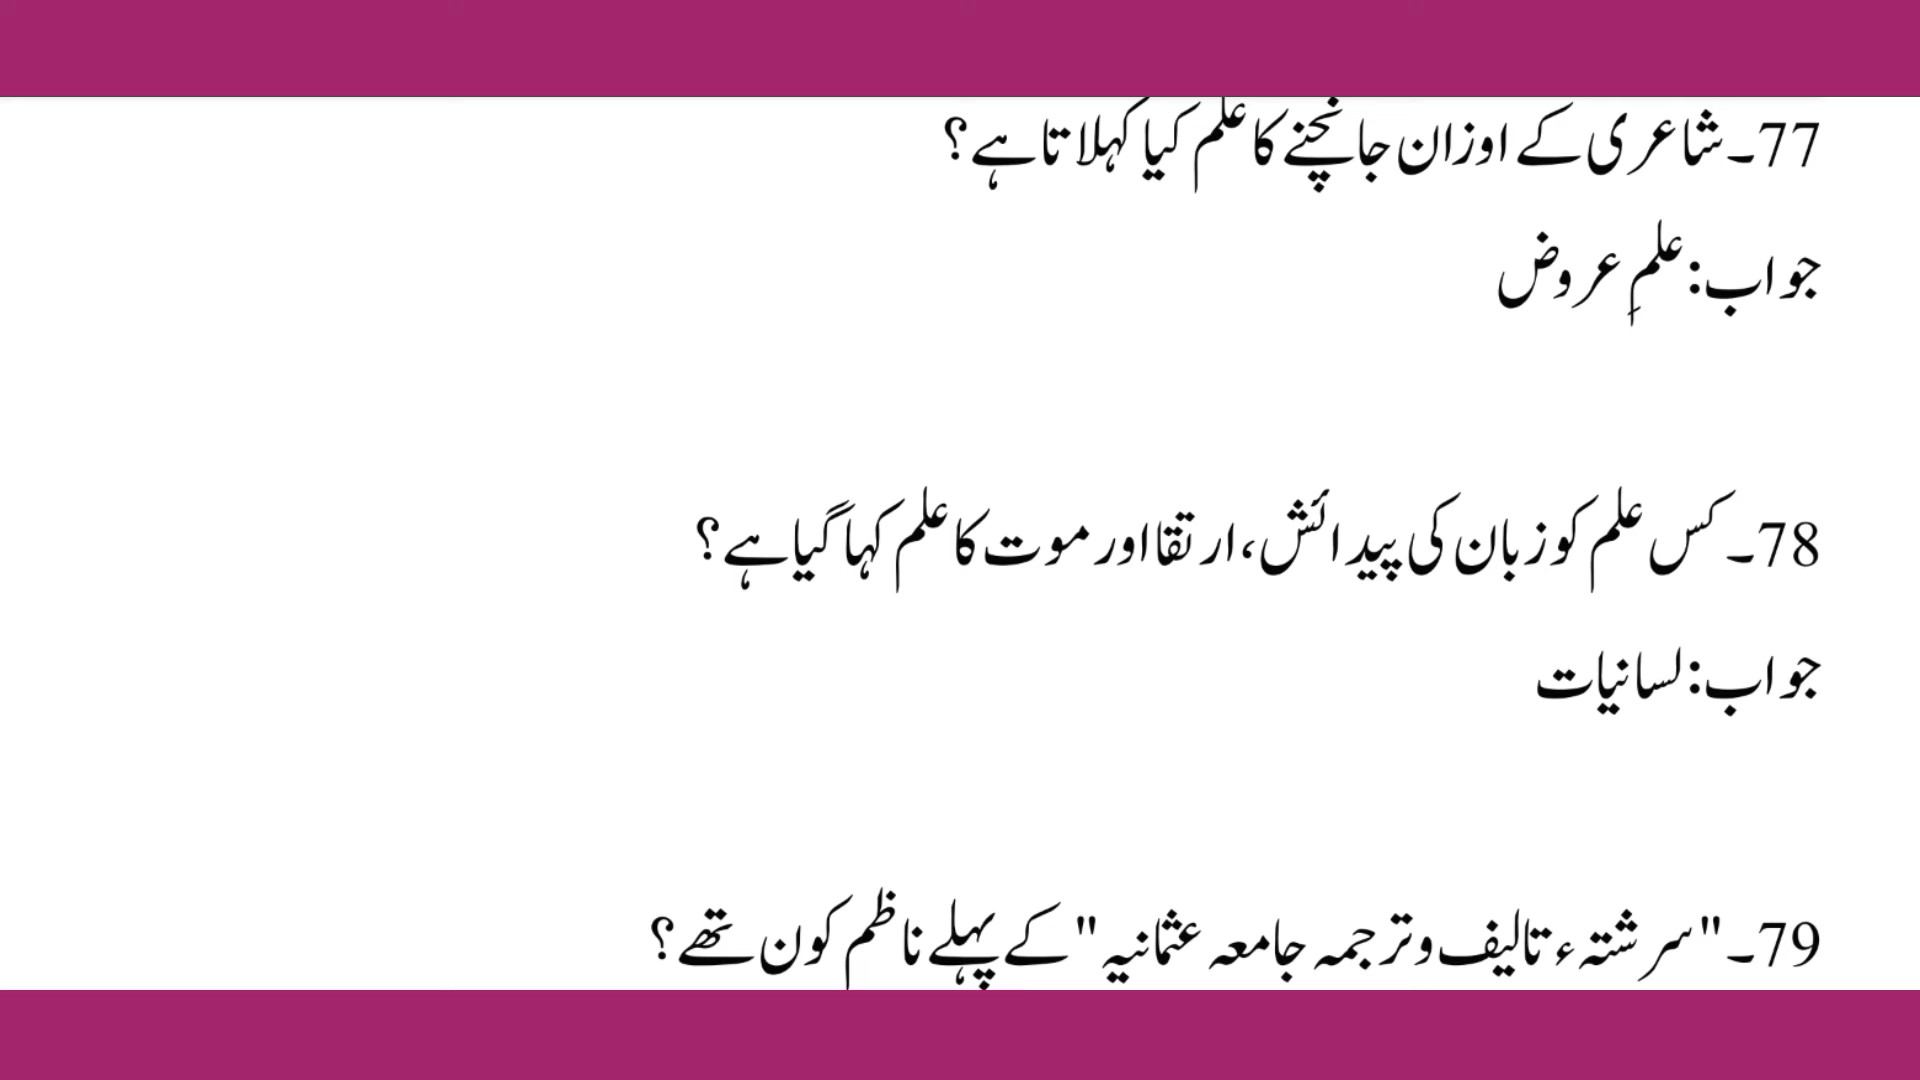 77۔شاعری کے اوزان جانچنے کا علم کیا کہلاتا ہے؟
جواب: علمِ عروض
78۔کس علم کو زبان کی پیدائش، ارتقا اور موت کا علم کہا گیا ہے؟
جواب: لسانیات
79۔"سرشتہء تالیف و ترجمہ جامعہ عثمانیہ" کے پہلے ناظم کون تھے؟